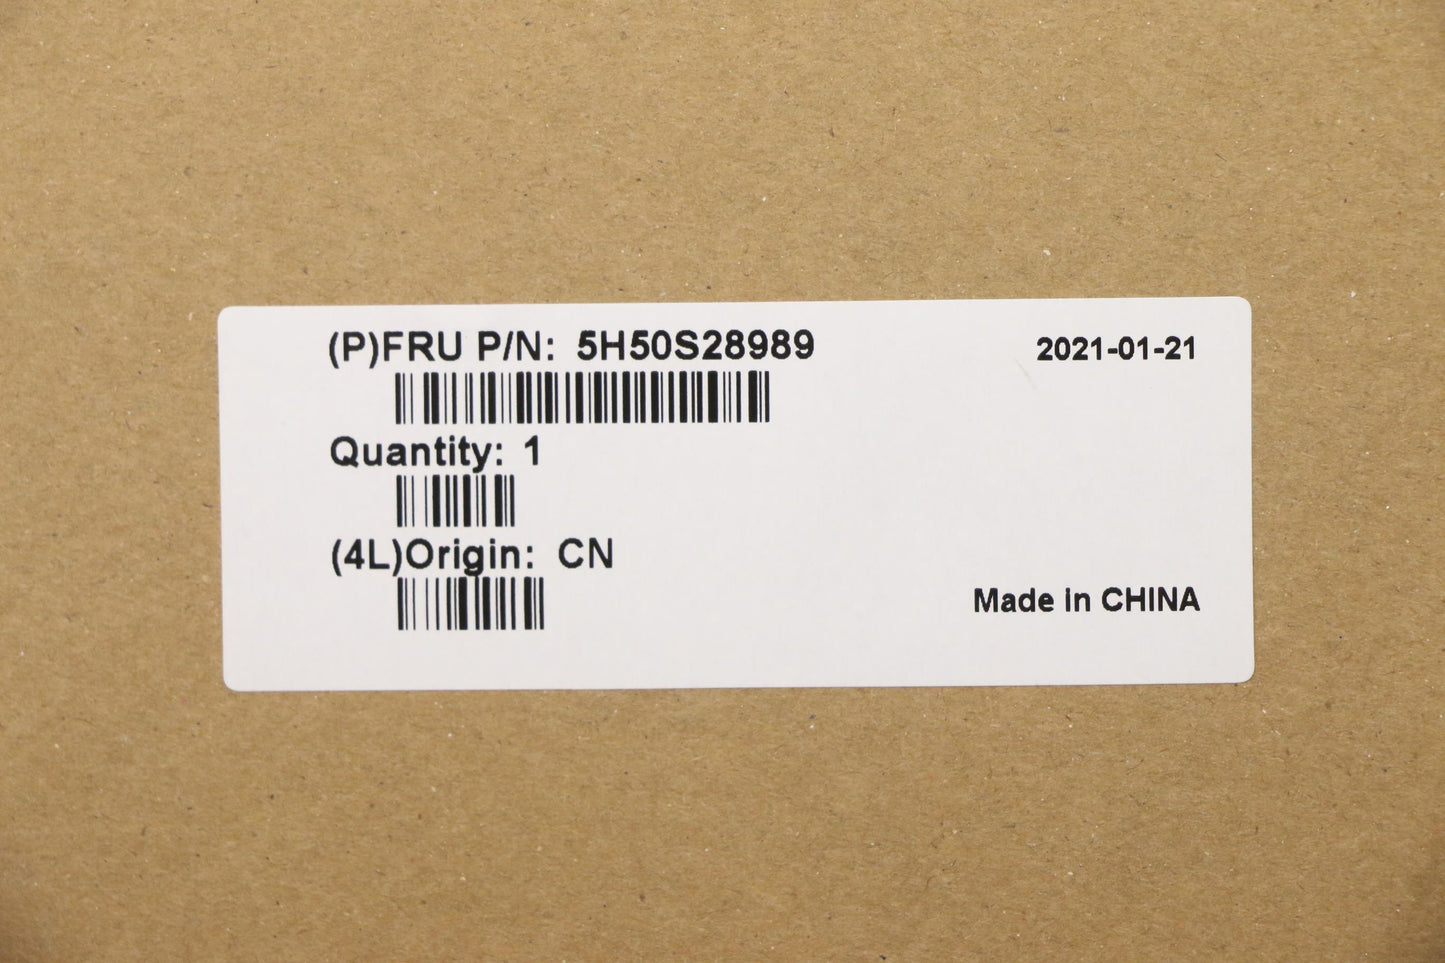 (P)FRU P/N: 5H50S28989
2021-01-21
Quantity: 1
(4L)Origin: CN
Made in CHINA